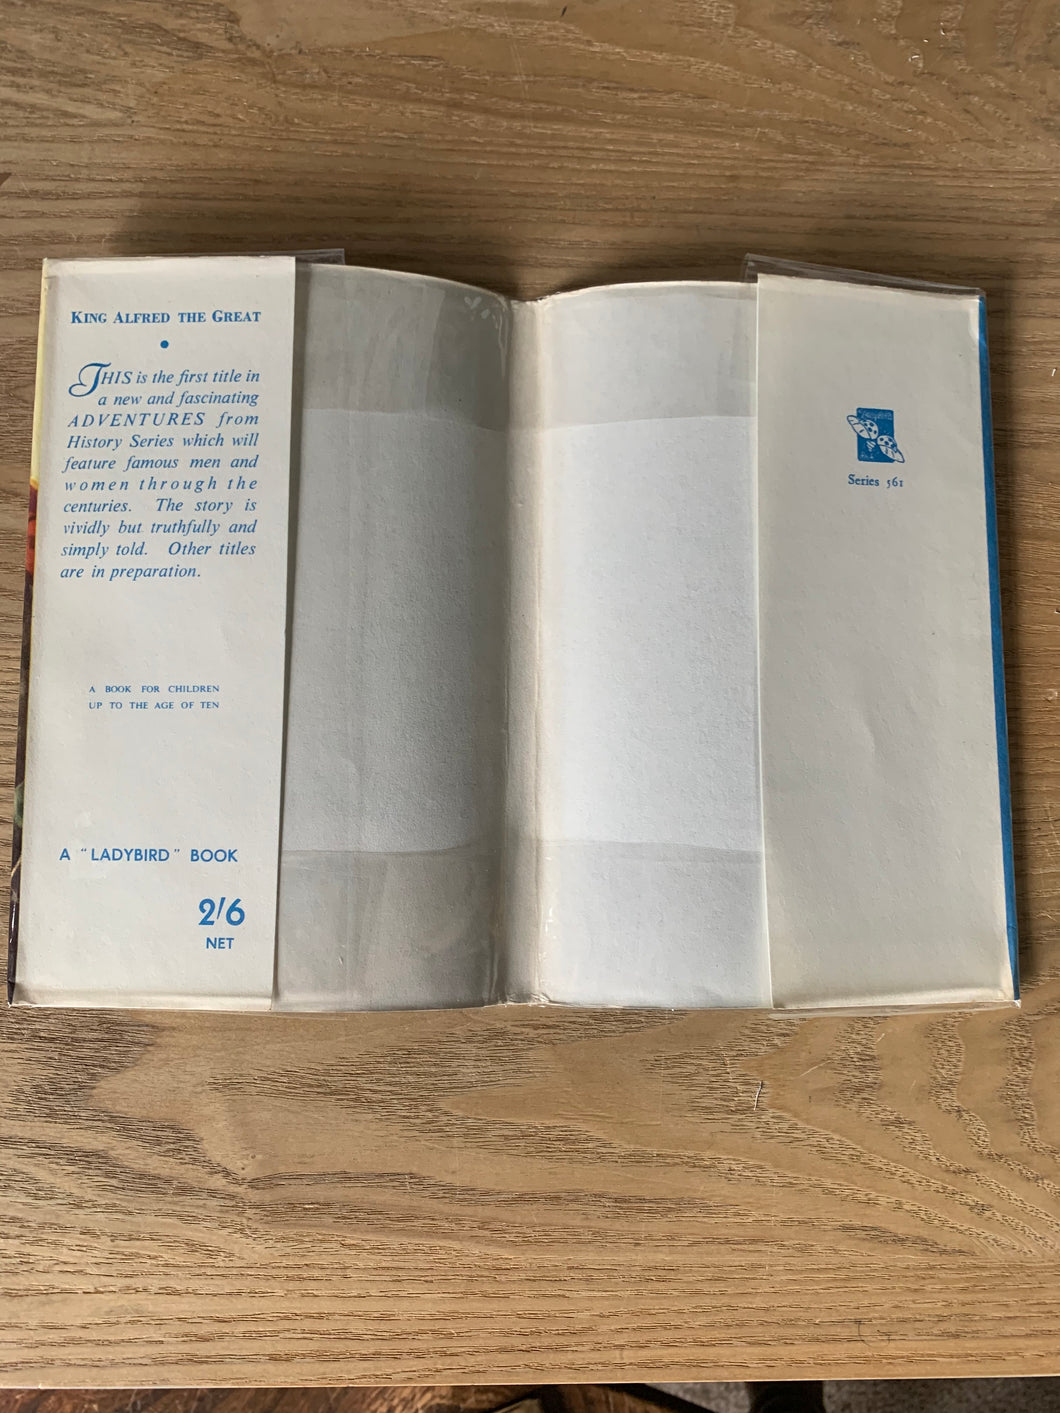 KING ALFRED THE GREAT
THIS is the first title in
a new and fascinating
ADVENTURES from
History Series which will
feature famous men and
women through the
centuries. The story is
vividly but truthfully and
simply told. Other titles
are in preparation.
A BOOK FOR CHILDREN
UP TO THE AGE OF TEN
A "LADYBIRD" BOOK
2/6
NET
Series 561